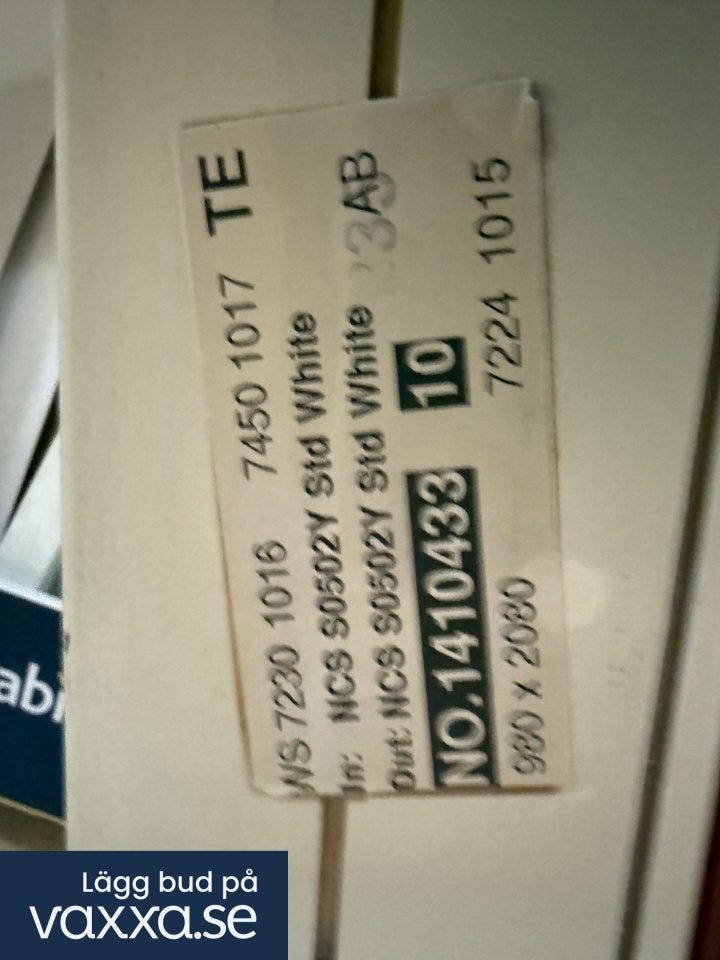 WS 7230 1016 7450 1017 TE
In: NCS S0502Y Std White
Out: NCS S0502Y Std White AB
NO.1410433 10
980 x 2080 7224 1015
Lägg bud på
vaxxa.se